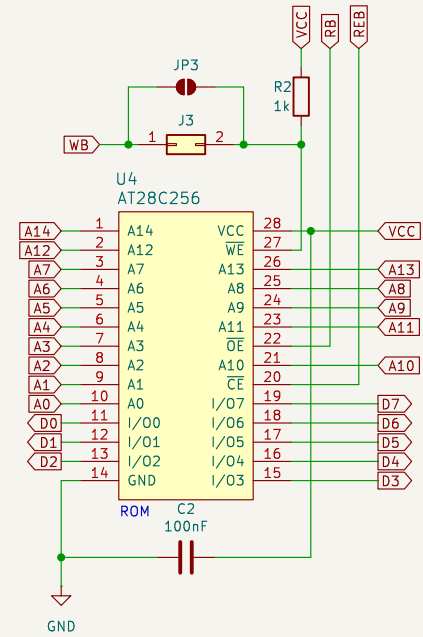 VCC
RB
REB
JP3
R2
1k
J3
WB 1 2
U4
AT28C256
A14 1 A14 VCC 28 VCC
A12 2 A12 W̅E̅ 27
A7 3 A7 A13 26 A13
A6 4 A6 A8 25 A8
A5 5 A5 A9 24 A9
A4 6 A4 A11 23 A11
A3 7 A3 O̅E̅ 22
A2 8 A2 A10 21 A10
A1 9 A1 C̅E̅ 20
A0 10 A0 I/O7 19 D7
D0 11 I/O0 I/O6 18 D6
D1 12 I/O1 I/O5 17 D5
D2 13 I/O2 I/O4 16 D4
14 GND I/O3 15 D3
ROM
C2
100nF
GND